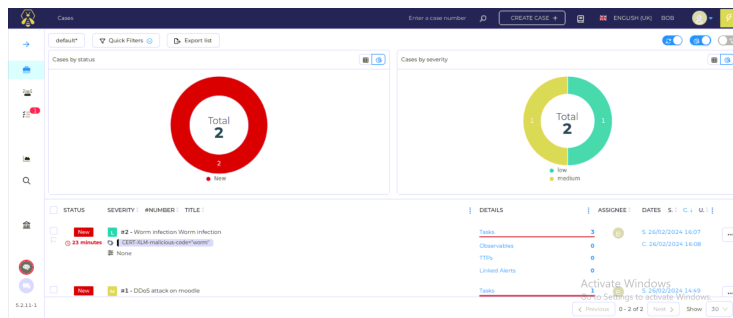 Cases
Enter a case number
CREATE CASE +
ENGLISH (UK)
BOB
default*
Quick Filters
Export list
Cases by status
Total
2
2
New
Cases by severity
1
Total
2
1
low
medium
1
STATUS
SEVERITY
#NUMBER
TITLE
DETAILS
ASSIGNEE
DATES
S.
C.
U.
New
L
#2 - Worm infection Worm infection
Tasks
3
B
S. 26/02/2024 16:07
23 minutes
CERT-XLM-malicious-code="worm"
Observables
0
C. 26/02/2024 16:08
None
TTPs
0
Linked Alerts
0
New
M
#1 - DDoS attack on moodle
Tasks
1
S. 26/02/2024 14:49
Activate Windows
Go to Settings to activate Windows.
5.2.11-1
Previous
0 - 2 of 2
Next
Show
30